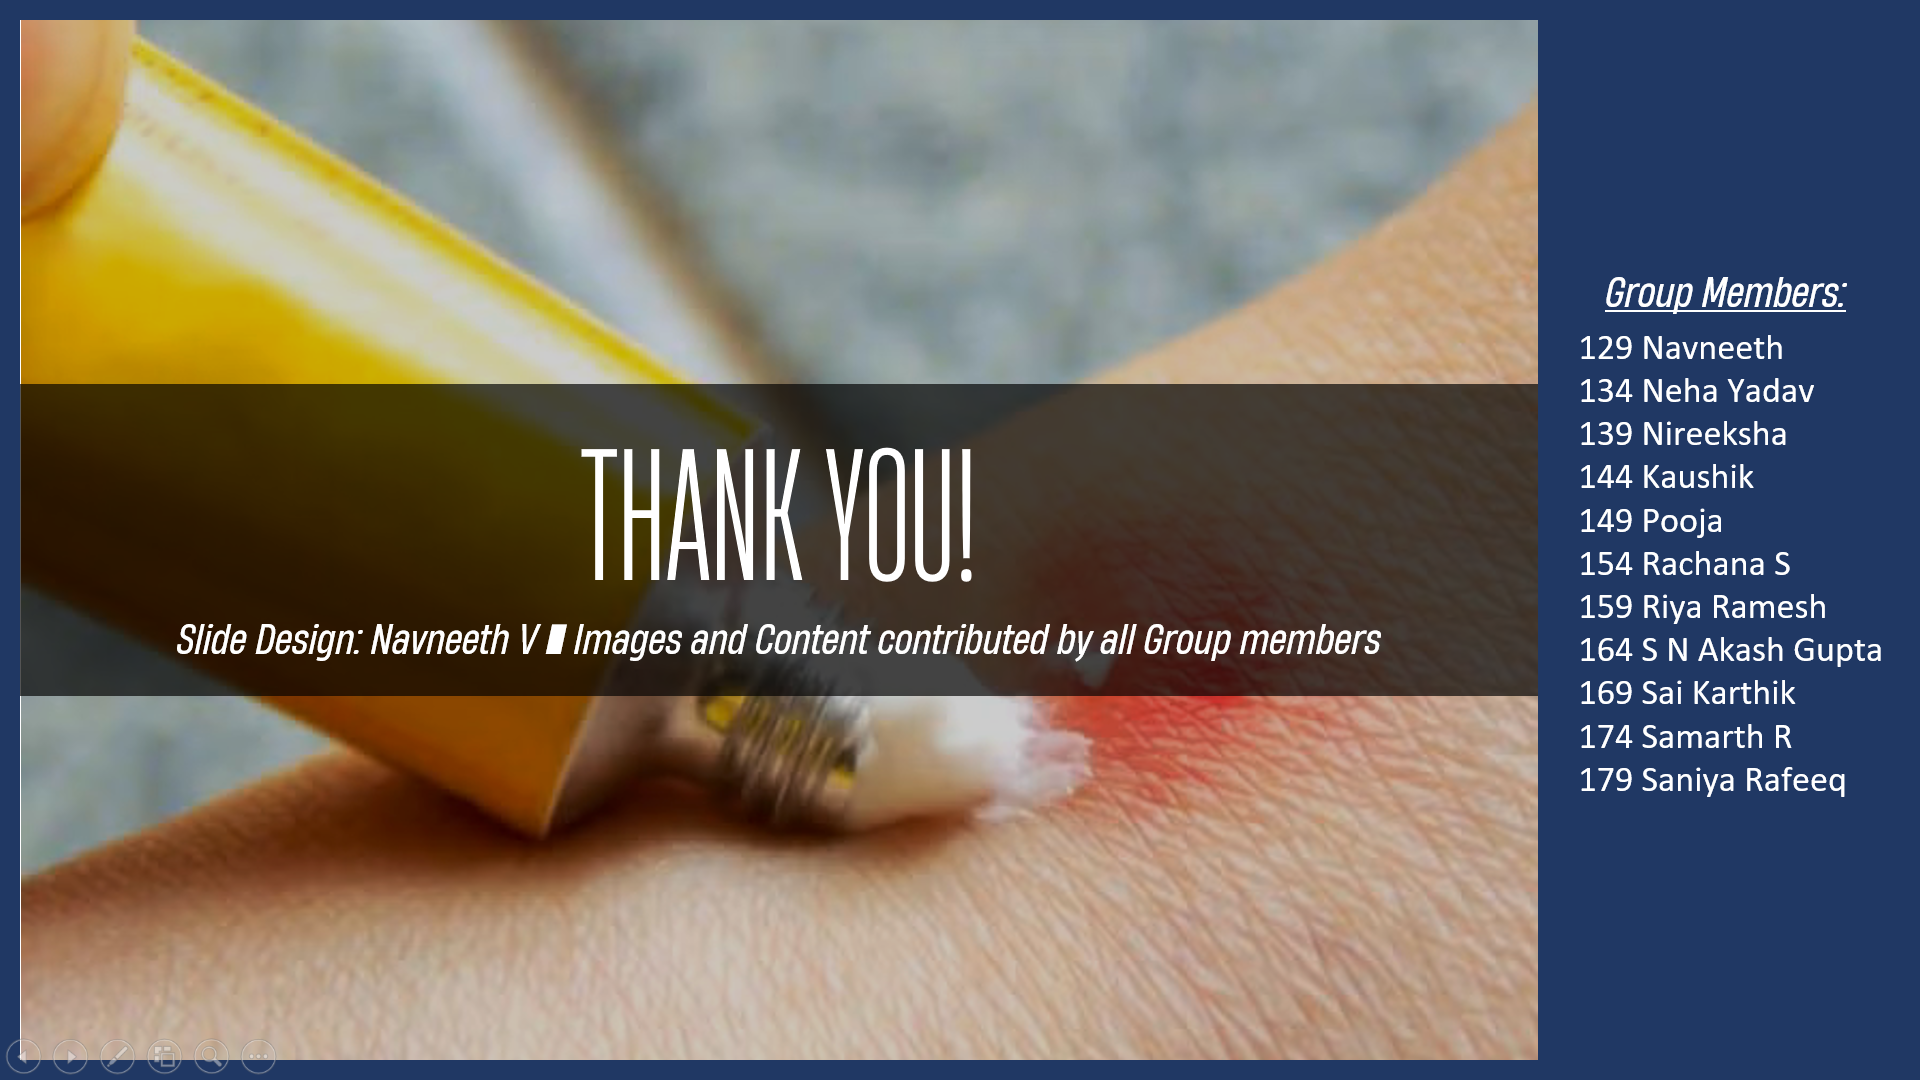 THANK YOU!
Slide Design: Navneeth V ▮ Images and Content contributed by all Group members
Group Members:
129 Navneeth
134 Neha Yadav
139 Nireeksha
144 Kaushik
149 Pooja
154 Rachana S
159 Riya Ramesh
164 S N Akash Gupta
169 Sai Karthik
174 Samarth R
179 Saniya Rafeeq